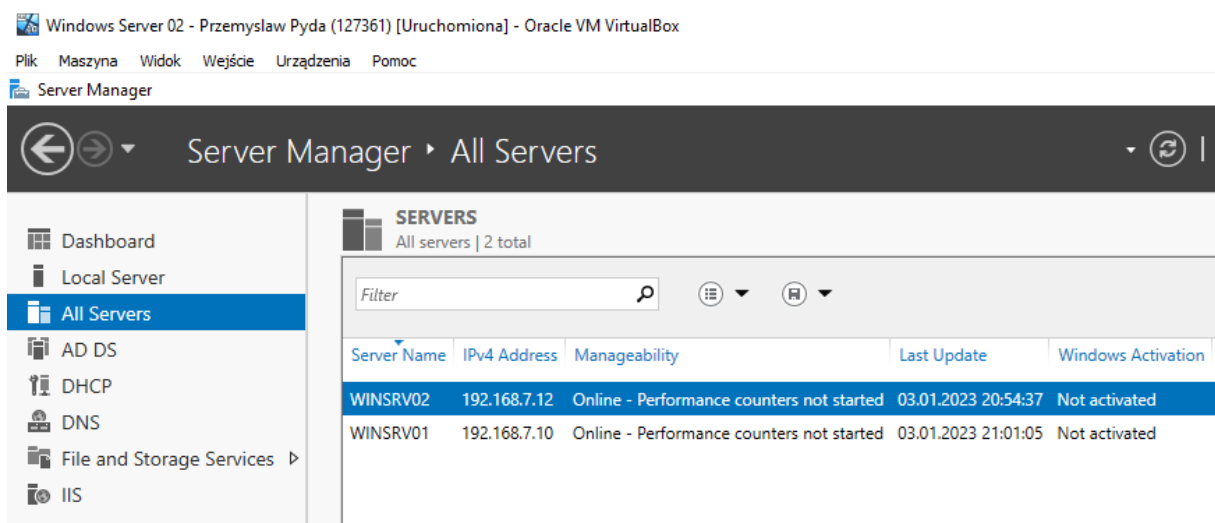 Windows Server 02 - Przemyslaw Pyda (127361) [Uruchomiona] - Oracle VM VirtualBox
Plik Maszyna Widok Wejście Urządzenia Pomoc
Server Manager
Server Manager ‣ All Servers
Dashboard
Local Server
All Servers
AD DS
DHCP
DNS
File and Storage Services
IIS
SERVERS
All servers | 2 total
Filter
Server Name IPv4 Address Manageability Last Update Windows Activation
WINSRV02 192.168.7.12 Online - Performance counters not started 03.01.2023 20:54:37 Not activated
WINSRV01 192.168.7.10 Online - Performance counters not started 03.01.2023 21:01:05 Not activated